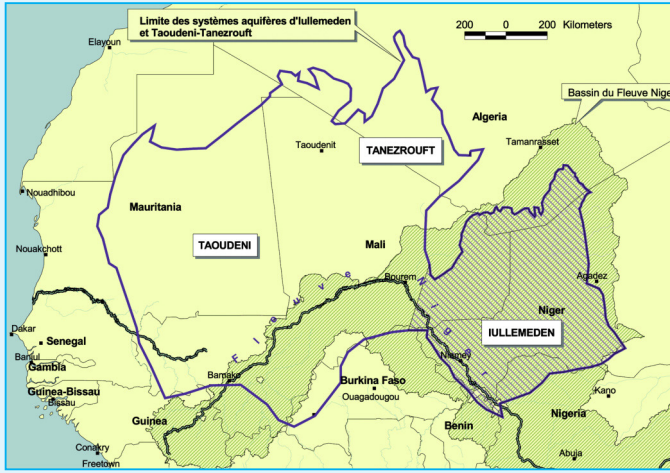 Limite des systèmes aquifères d'Iullemeden
et Taoudeni-Tanezrouft
200 0 200 Kilometers
Elayoun
Bassin du Fleuve Nige
Algeria
Tamanrasset
Taoudenit
TANEZROUFT
Nouadhibou
Mauritania
TAOUDENI
Mali
Nouakchott
Bourem
Agadez
Fleuve Niger
Niger
IULLEMEDEN
Dakar
Senegal
Banjul
Gambia
Niamey
Bamako
Burkina Faso
Ouagadougou
Kano
Guinea-Bissau
Bissau
Guinea
Benin
Nigeria
Conakry
Freetown
Abuja